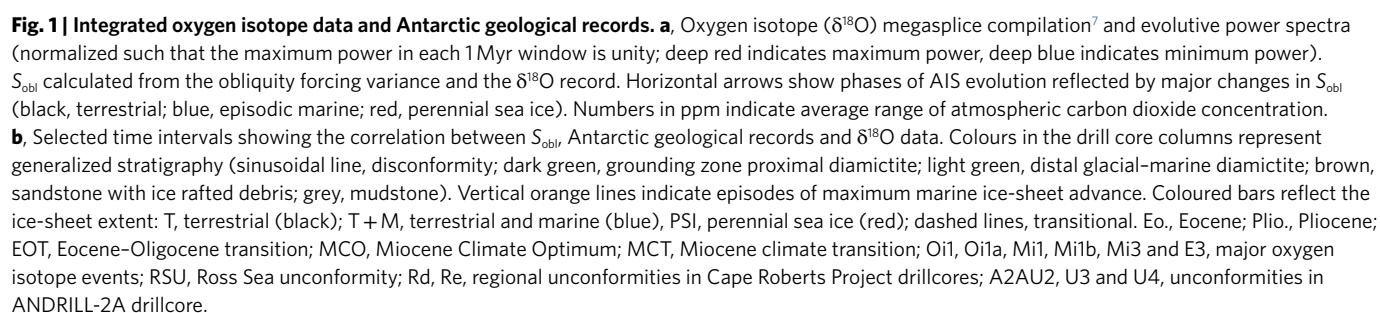 Fig. 1 | Integrated oxygen isotope data and Antarctic geological records. a, Oxygen isotope (δ¹⁸O) megasplice compilation⁷ and evolutive power spectra
(normalized such that the maximum power in each 1 Myr window is unity; deep red indicates maximum power, deep blue indicates minimum power).
Sobl calculated from the obliquity forcing variance and the δ¹⁸O record. Horizontal arrows show phases of AIS evolution reflected by major changes in Sobl
(black, terrestrial; blue, episodic marine; red, perennial sea ice). Numbers in ppm indicate average range of atmospheric carbon dioxide concentration.
b, Selected time intervals showing the correlation between Sobl, Antarctic geological records and δ¹⁸O data. Colours in the drill core columns represent
generalized stratigraphy (sinusoidal line, disconformity; dark green, grounding zone proximal diamictite; light green, distal glacial–marine diamictite; brown,
sandstone with ice rafted debris; grey, mudstone). Vertical orange lines indicate episodes of maximum marine ice-sheet advance. Coloured bars reflect the
ice-sheet extent: T, terrestrial (black); T + M, terrestrial and marine (blue), PSI, perennial sea ice (red); dashed lines, transitional. Eo., Eocene; Plio., Pliocene;
EOT, Eocene–Oligocene transition; MCO, Miocene Climate Optimum; MCT, Miocene climate transition; Oi1, Oi1a, Mi1, Mi1b, Mi3 and E3, major oxygen
isotope events; RSU, Ross Sea unconformity; Rd, Re, regional unconformities in Cape Roberts Project drillcores; A2AU2, U3 and U4, unconformities in
ANDRILL-2A drillcore.